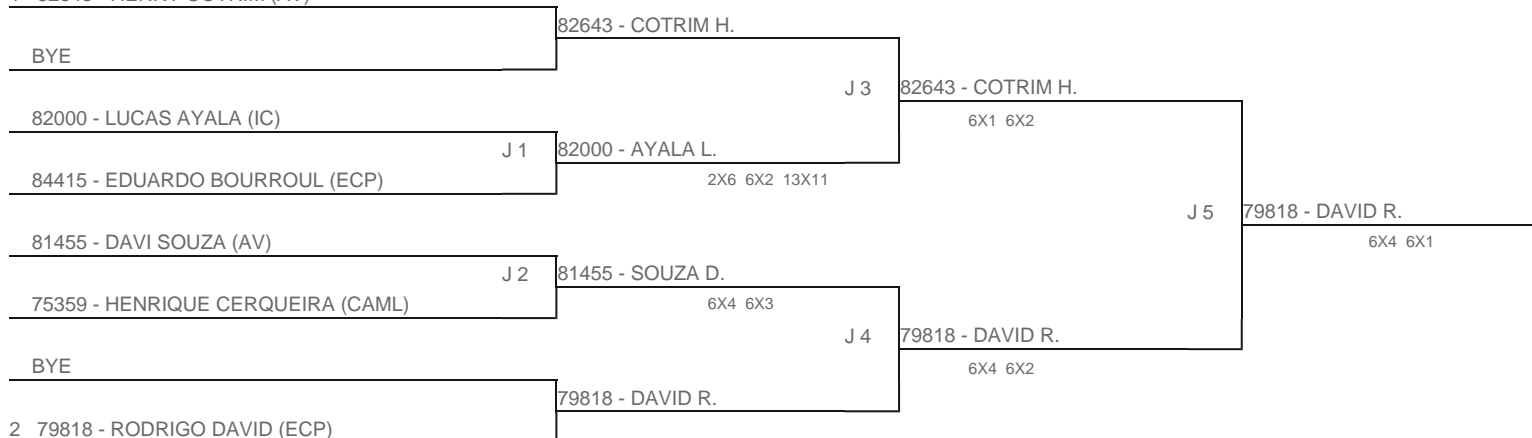 82643 - COTRIM H.
BYE
J 3
82643 - COTRIM H.
82000 - LUCAS AYALA (IC)
6X1 6X2
J 1
82000 - AYALA L.
84415 - EDUARDO BOURROUL (ECP)
2X6 6X2 13X11
J 5
79818 - DAVID R.
81455 - DAVI SOUZA (AV)
6X4 6X1
J 2
81455 - SOUZA D.
75359 - HENRIQUE CERQUEIRA (CAML)
6X4 6X3
J 4
79818 - DAVID R.
BYE
6X4 6X2
79818 - DAVID R.
2 79818 - RODRIGO DAVID (ECP)